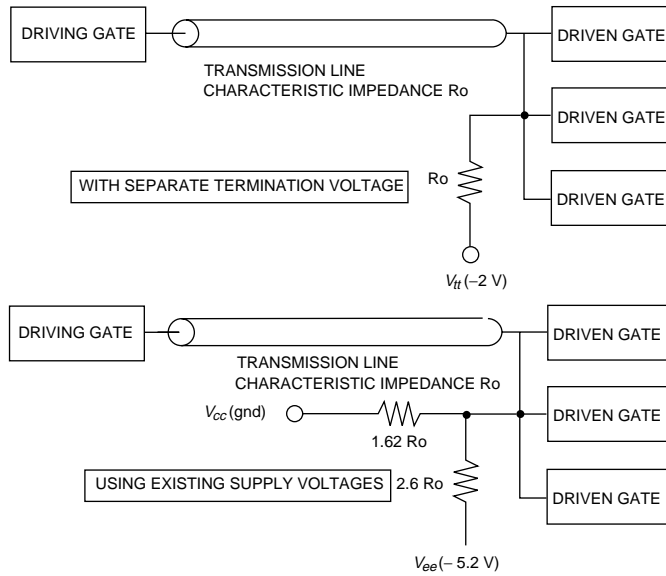 DRIVING GATE
DRIVEN GATE
TRANSMISSION LINE
CHARACTERISTIC IMPEDANCE Ro
DRIVEN GATE
WITH SEPARATE TERMINATION VOLTAGE
Ro
DRIVEN GATE
Vtt (−2 V)
DRIVING GATE
DRIVEN GATE
TRANSMISSION LINE
CHARACTERISTIC IMPEDANCE Ro
Vcc (gnd)
DRIVEN GATE
1.62 Ro
USING EXISTING SUPPLY VOLTAGES
2.6 Ro
DRIVEN GATE
Vee (− 5.2 V)